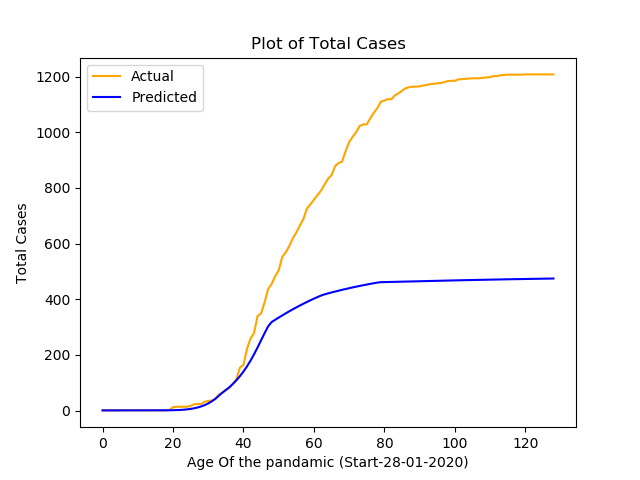 Plot of Total Cases
Actual
Predicted
1200
1000
800
600
400
200
0
Total Cases
0 20 40 60 80 100 120
Age Of the pandamic (Start-28-01-2020)